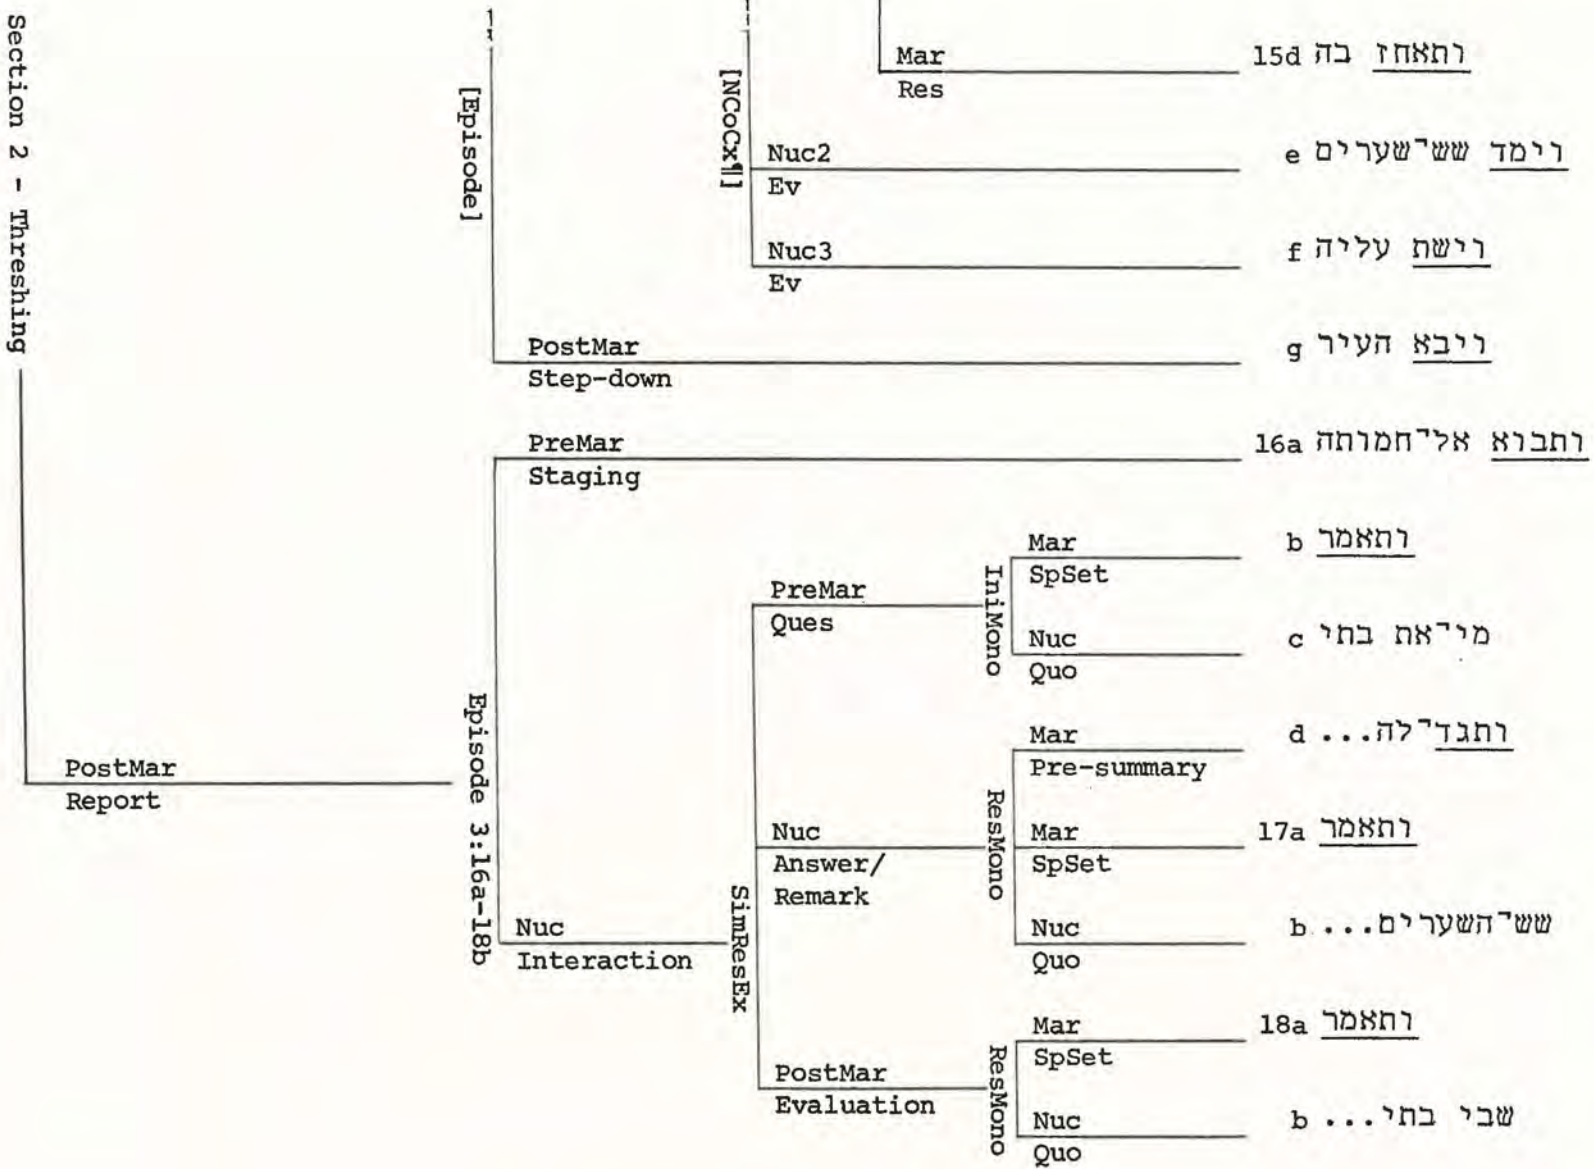 Section 2 - Threshing
[Episode]
[NCoCx¶]
Mar
Res
15d ותאחז בה
Nuc2
Ev
e וימד שש־שערים
Nuc3
Ev
f וישת עליה
PostMar
Step-down
g ויבא העיר
PreMar
Staging
16a ותבוא אל־חמותה
PostMar
Report
Episode 3:16a-18b
Nuc
Interaction
SimResEx
PreMar
Ques
IniMono
Mar
SpSet
b ותאמר
Nuc
Quo
c מי־את בתי
Nuc
Answer/
Remark
ResMono
Mar
Pre-summary
d ותגד־לה...
Mar
SpSet
17a ותאמר
Nuc
Quo
b שש־השערים...
PostMar
Evaluation
ResMono
Mar
SpSet
18a ותאמר
Nuc
Quo
b שבי בתי...